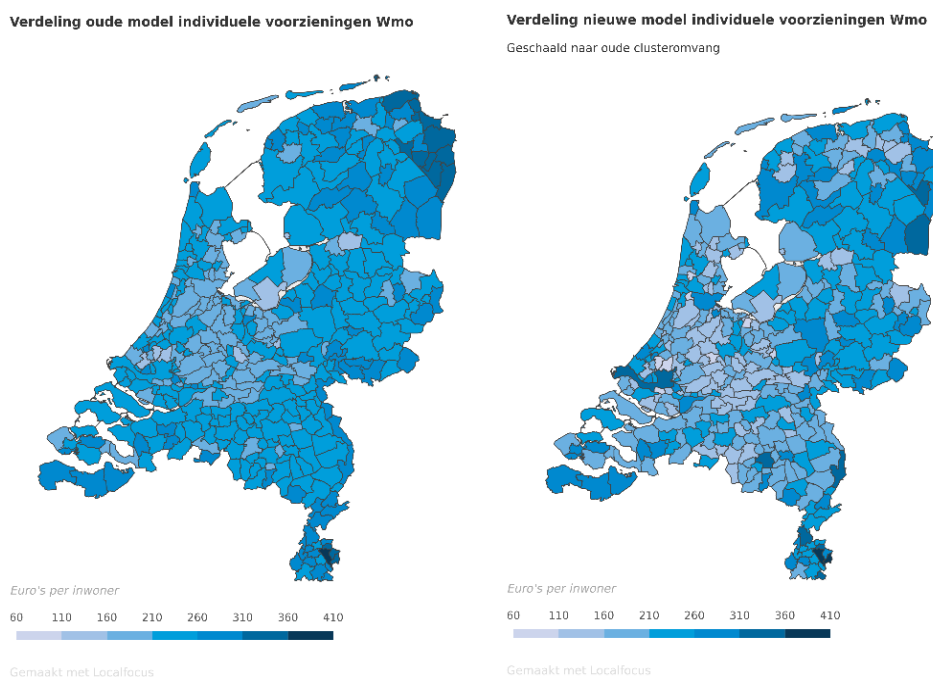 Verdeling oude model individuele voorzieningen Wmo
Euro's per inwoner
60 110 160 210 260 310 360 410
Gemaakt met Localfocus
Verdeling nieuwe model individuele voorzieningen Wmo
Geschaald naar oude clusteromvang
Euro's per inwoner
60 110 160 210 260 310 360 410
Gemaakt met Localfocus